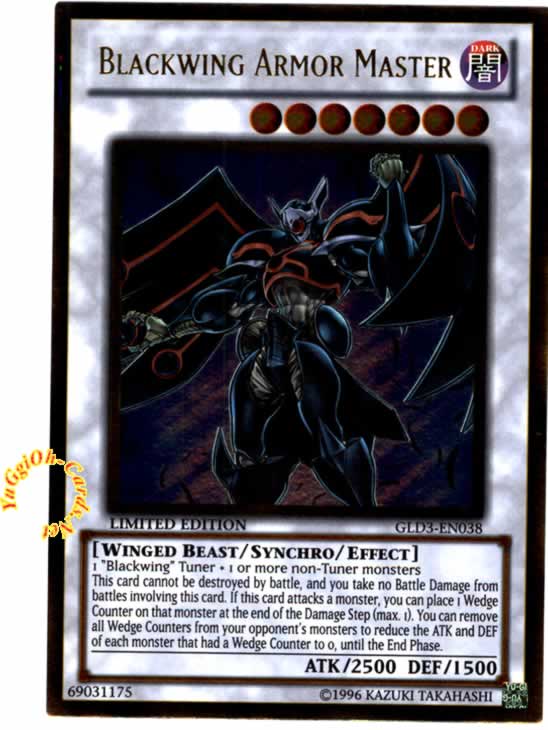 BLACKWING ARMOR MASTER
DARK
闇
LIMITED EDITION
GLD3-EN038
[WINGED BEAST/SYNCHRO/EFFECT]
1 "Blackwing" Tuner + 1 or more non-Tuner monsters
This card cannot be destroyed by battle, and you take no Battle Damage from
battles involving this card. If this card attacks a monster, you can place 1 Wedge
Counter on that monster at the end of the Damage Step (max. 1). You can remove
all Wedge Counters from your opponent's monsters to reduce the ATK and DEF
of each monster that had a Wedge Counter to 0, until the End Phase.
ATK/2500 DEF/1500
69031175
©1996 KAZUKI TAKAHASHI
YuGgiOh-Cards.Net